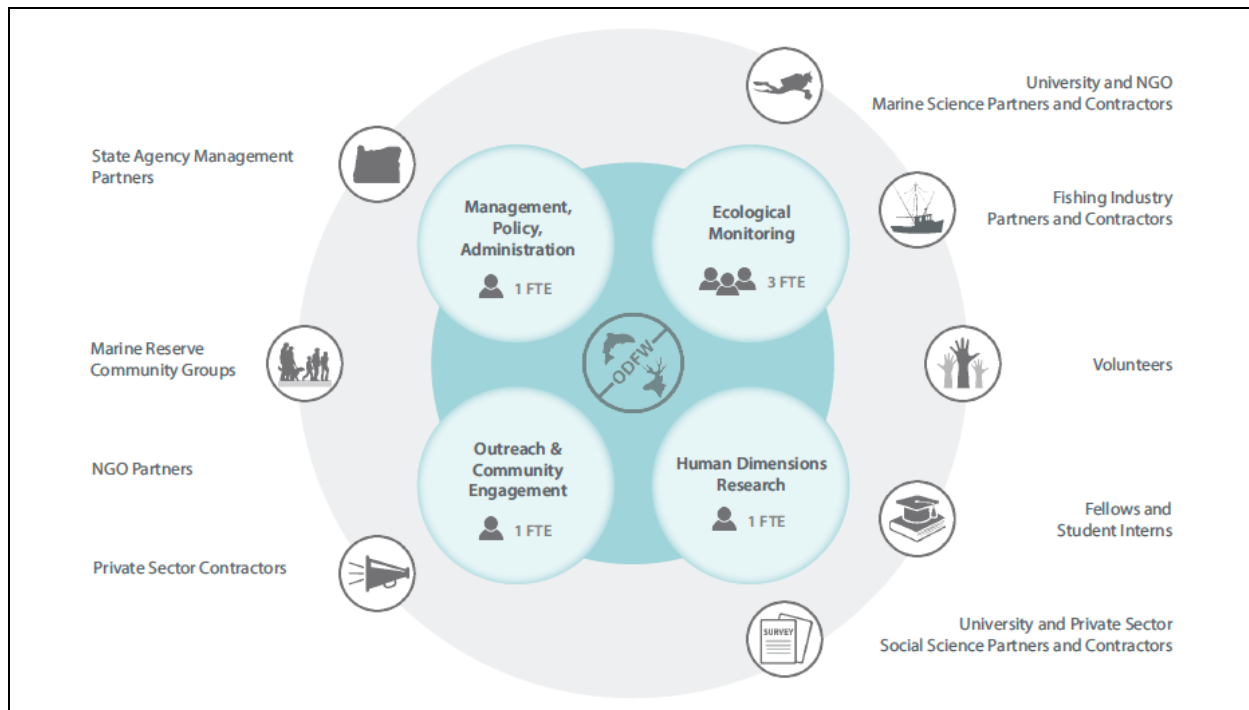 University and NGO
Marine Science Partners and Contractors
State Agency Management
Partners
Management,
Policy,
Administration
1 FTE
Ecological
Monitoring
3 FTE
Fishing Industry
Partners and Contractors
ODFW
Marine Reserve
Community Groups
Volunteers
NGO Partners
Outreach &
Community
Engagement
1 FTE
Human Dimensions
Research
1 FTE
Fellows and
Student Interns
Private Sector Contractors
SURVEY
University and Private Sector
Social Science Partners and Contractors